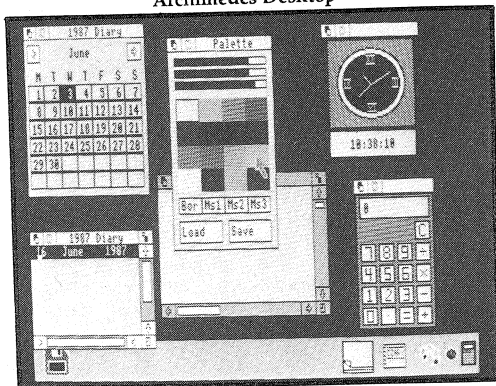 Archimedes Desktop
1987 Diary
June
M T W T F S S
1 2 3 4 5 6 7
8 9 10 11 12 13 14
15 16 17 18 19 20 21
22 23 24 25 26 27 28
29 30
Palette
Bor Ms1 Ms2 Ms3
Load Save
10:38:10
0
C
7 8 9 ÷
4 5 6 ×
1 2 3 -
0 . = +
1987 Diary
June 1987